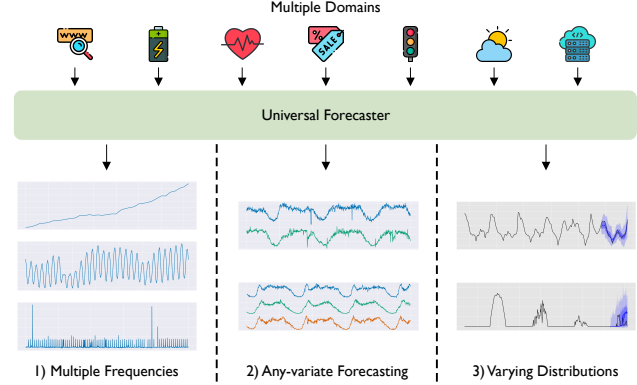 Multiple Domains
www
%
SALE
</>
Universal Forecaster
1) Multiple Frequencies
2) Any-variate Forecasting
3) Varying Distributions